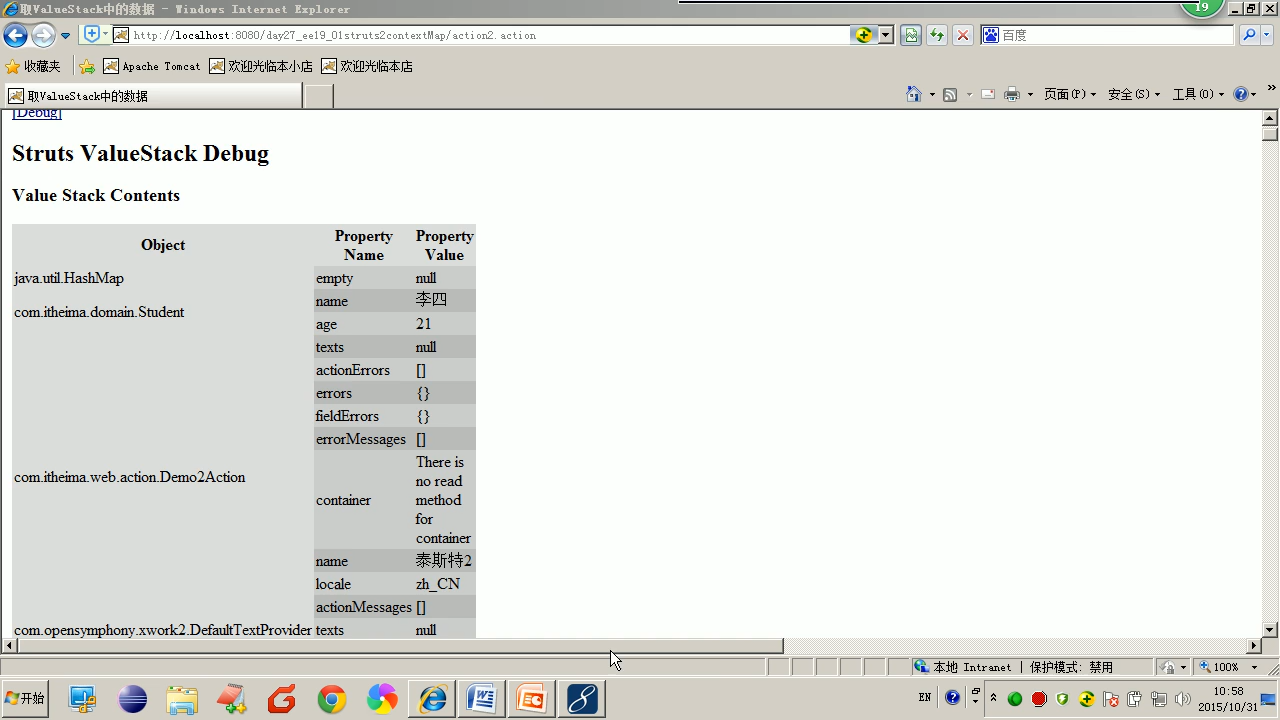 取ValueStack中的数据 - Windows Internet Explorer
19
http://localhost:8080/day27_ee19_01struts2contextMap/action2.action
百度
收藏夹
Apache Tomcat
欢迎光临本小店
欢迎光临本店
取ValueStack中的数据
页面(P)
安全(S)
工具(O)
[Debug]
Struts ValueStack Debug
Value Stack Contents
Object Property Name Property Value
java.util.HashMap empty null
com.itheima.domain.Student name 李四
age 21
com.itheima.web.action.Demo2Action texts null
actionErrors []
errors {}
fieldErrors {}
errorMessages []
container There is no read method for container
name 泰斯特2
locale zh_CN
actionMessages []
com.opensymphony.xwork2.DefaultTextProvider texts null
本地 Intranet | 保护模式: 禁用
100%
开始
EN
10:58
2015/10/31